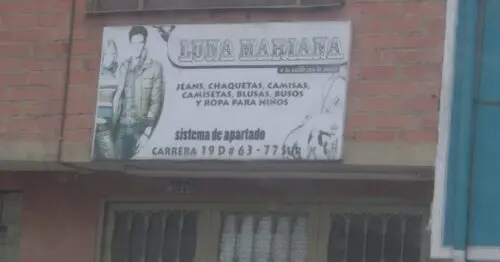 LUNA MARIANA
JEANS, CHAQUETAS, CAMISAS,
CAMISETAS, BLUSAS, BUSOS
Y ROPA PARA NIÑOS
sistema de apartado
CARRERA 19 D # 63 - 77 SUR